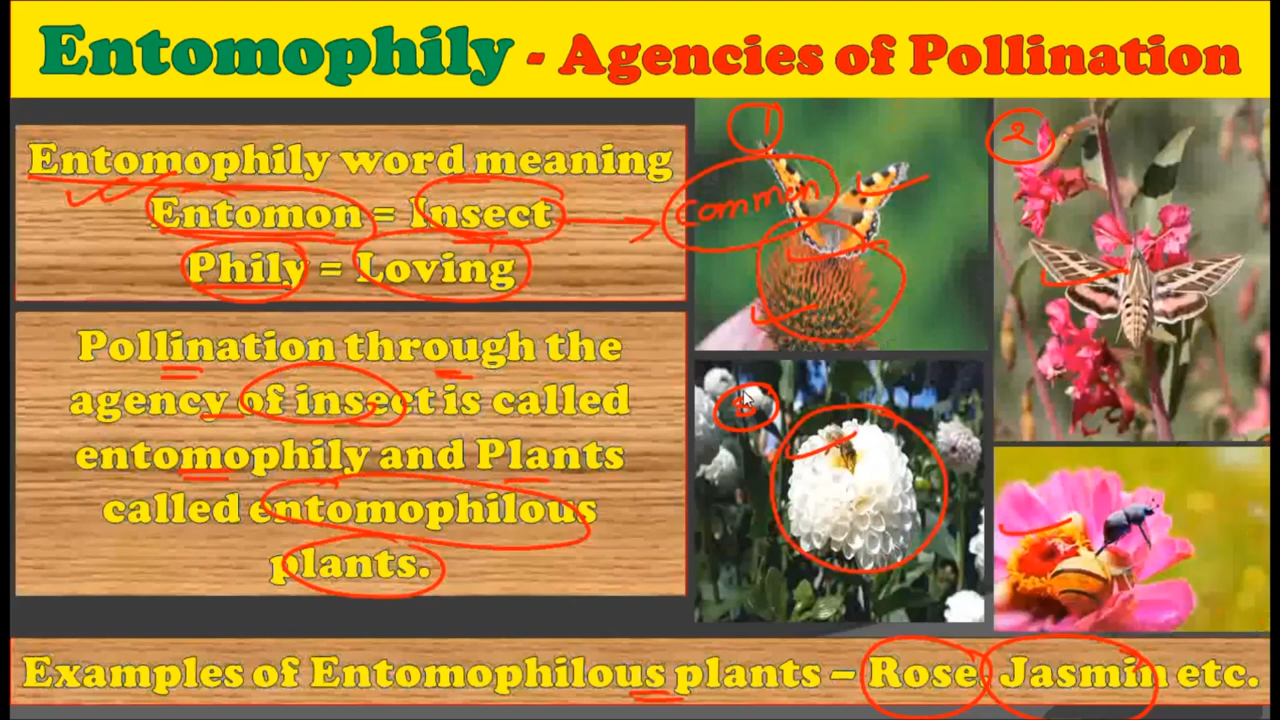 Entomophily - Agencies of Pollination
Entomophily word meaning
Entomon = Insect
Phily = Loving
Pollination through the
agency of insect is called
entomophily and Plants
called entomophilous
plants.
1
common
2
3
Examples of Entomophilous plants – Rose, Jasmin etc.